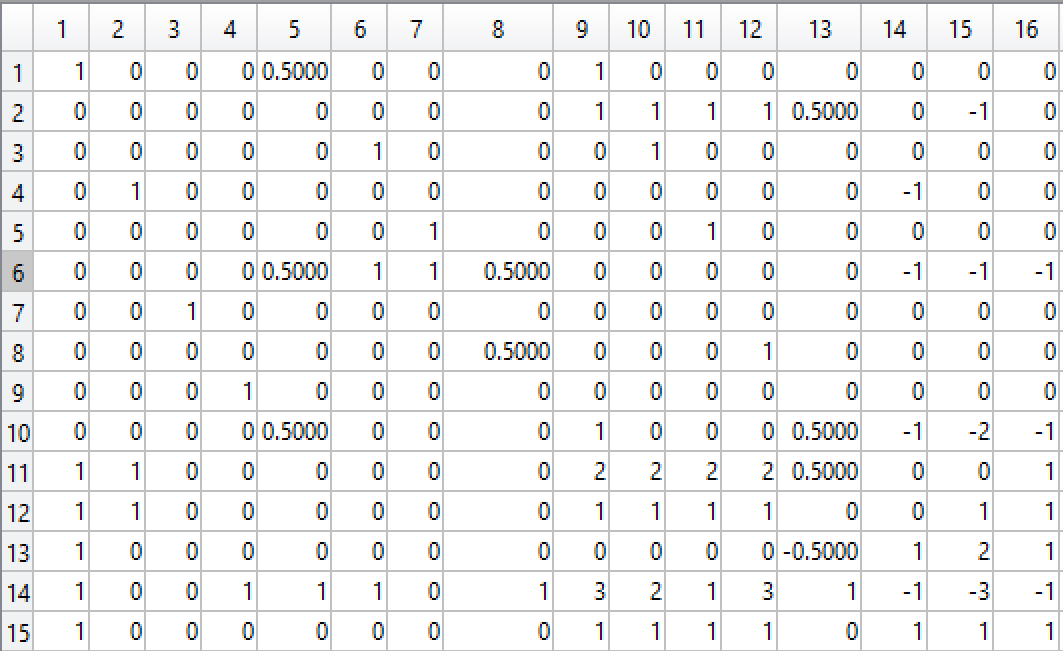 1 2 3 4 5 6 7 8 9 10 11 12 13 14 15 16
1 1 0 0 0 0.5000 0 0 0 1 0 0 0 0 0 0 0
2 0 0 0 0 0 0 0 0 1 1 1 1 0.5000 0 -1 0
3 0 0 0 0 0 1 0 0 0 1 0 0 0 0 0 0
4 0 1 0 0 0 0 0 0 0 0 0 0 0 -1 0 0
5 0 0 0 0 0 0 1 0 0 0 1 0 0 0 0 0
6 0 0 0 0 0.5000 1 1 0.5000 0 0 0 0 0 -1 -1 -1
7 0 0 1 0 0 0 0 0 0 0 0 0 0 0 0 0
8 0 0 0 0 0 0 0 0.5000 0 0 0 1 0 0 0 0
9 0 0 0 1 0 0 0 0 0 0 0 0 0 0 0 0
10 0 0 0 0 0.5000 0 0 0 1 0 0 0 0.5000 -1 -2 -1
11 1 1 0 0 0 0 0 0 2 2 2 2 0.5000 0 0 1
12 1 1 0 0 0 0 0 0 1 1 1 1 0 0 1 1
13 1 0 0 0 0 0 0 0 0 0 0 0 -0.5000 1 2 1
14 1 0 0 1 1 1 0 1 3 2 1 3 1 -1 -3 -1
15 1 0 0 0 0 0 0 0 1 1 1 1 0 1 1 1